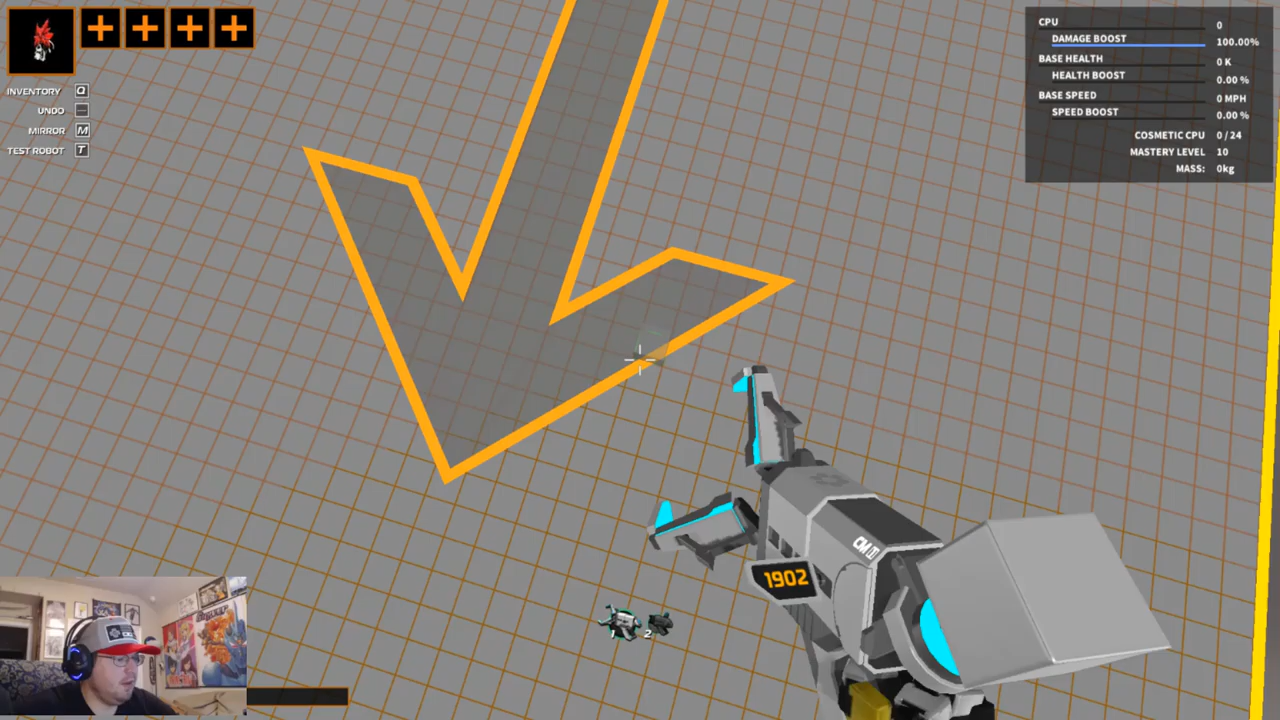 INVENTORY Q
UNDO
MIRROR M
TEST ROBOT T
CPU 0
DAMAGE BOOST 100.00%
BASE HEALTH 0 K
HEALTH BOOST 0.00 %
BASE SPEED 0 MPH
SPEED BOOST 0.00 %
COSMETIC CPU 0 / 24
MASTERY LEVEL 10
MASS: 0kg
CM II
1902
1 2